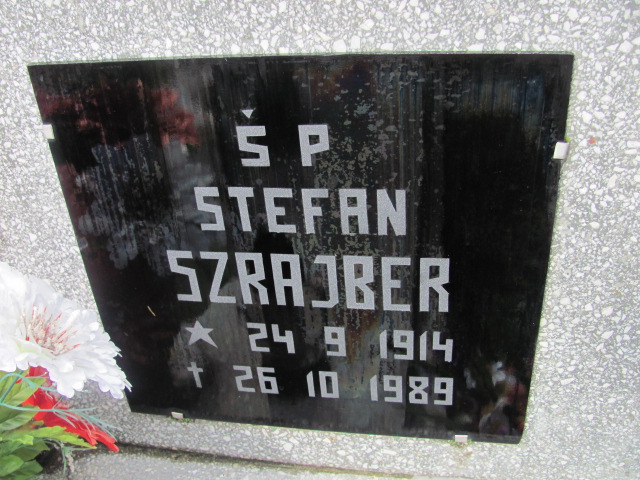 Ś P
STEFAN
SZRAJBER
★ 24 9 1914
† 26 10 1989